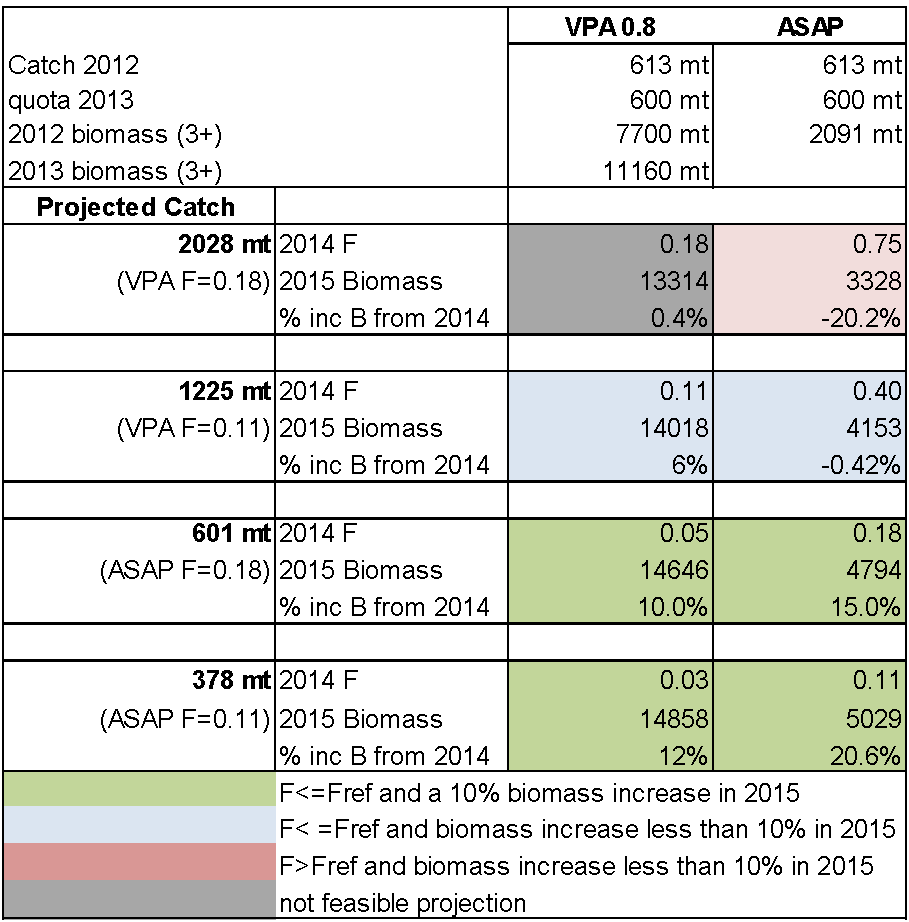 VPA 0.8 ASAP
Catch 2012 613 mt 613 mt
quota 2013 600 mt 600 mt
2012 biomass (3+) 7700 mt 2091 mt
2013 biomass (3+) 11160 mt
Projected Catch
2028 mt 2014 F 0.18 0.75
(VPA F=0.18) 2015 Biomass 13314 3328
% inc B from 2014 0.4% -20.2%
1225 mt 2014 F 0.11 0.40
(VPA F=0.11) 2015 Biomass 14018 4153
% inc B from 2014 6% -0.42%
601 mt 2014 F 0.05 0.18
(ASAP F=0.18) 2015 Biomass 14646 4794
% inc B from 2014 10.0% 15.0%
378 mt 2014 F 0.03 0.11
(ASAP F=0.11) 2015 Biomass 14858 5029
% inc B from 2014 12% 20.6%
F<=Fref and a 10% biomass increase in 2015
F< =Fref and biomass increase less than 10% in 2015
F>Fref and biomass increase less than 10% in 2015
not feasible projection